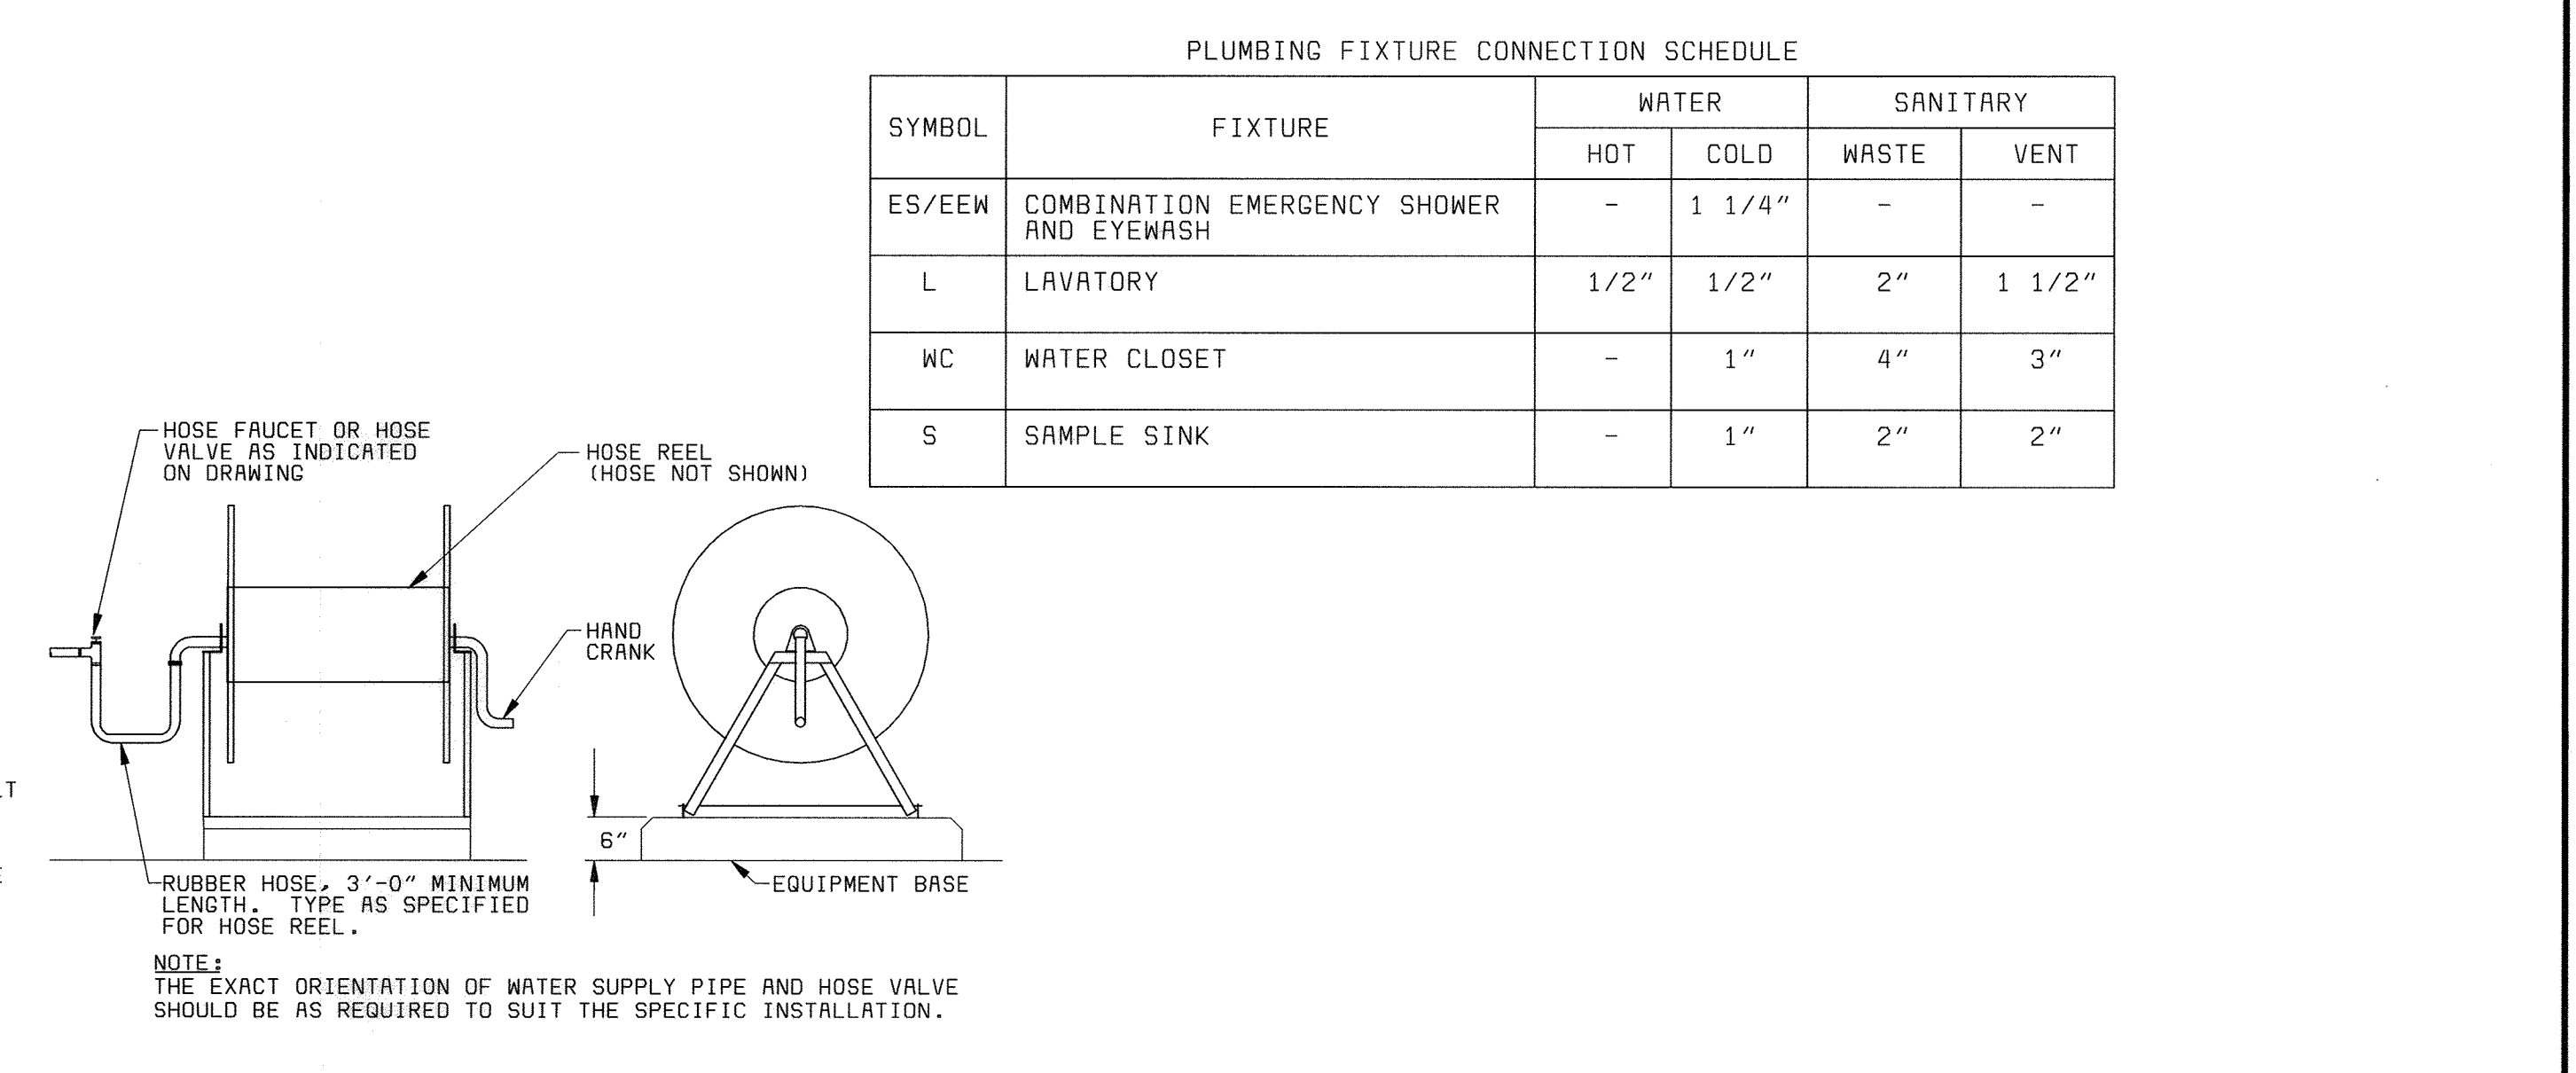 PLUMBING FIXTURE CONNECTION SCHEDULE
SYMBOL FIXTURE WATER SANITARY
HOT COLD WASTE VENT
ES/EEW COMBINATION EMERGENCY SHOWER AND EYEWASH - 1 1/4" - -
L LAVATORY 1/2" 1/2" 2" 1 1/2"
WC WATER CLOSET - 1" 4" 3"
S SAMPLE SINK - 1" 2" 2"
HOSE FAUCET OR HOSE
VALVE AS INDICATED
ON DRAWING
HOSE REEL
(HOSE NOT SHOWN)
HAND
CRANK
6"
EQUIPMENT BASE
RUBBER HOSE, 3'-0" MINIMUM
LENGTH. TYPE AS SPECIFIED
FOR HOSE REEL.
NOTE:
THE EXACT ORIENTATION OF WATER SUPPLY PIPE AND HOSE VALVE
SHOULD BE AS REQUIRED TO SUIT THE SPECIFIC INSTALLATION.